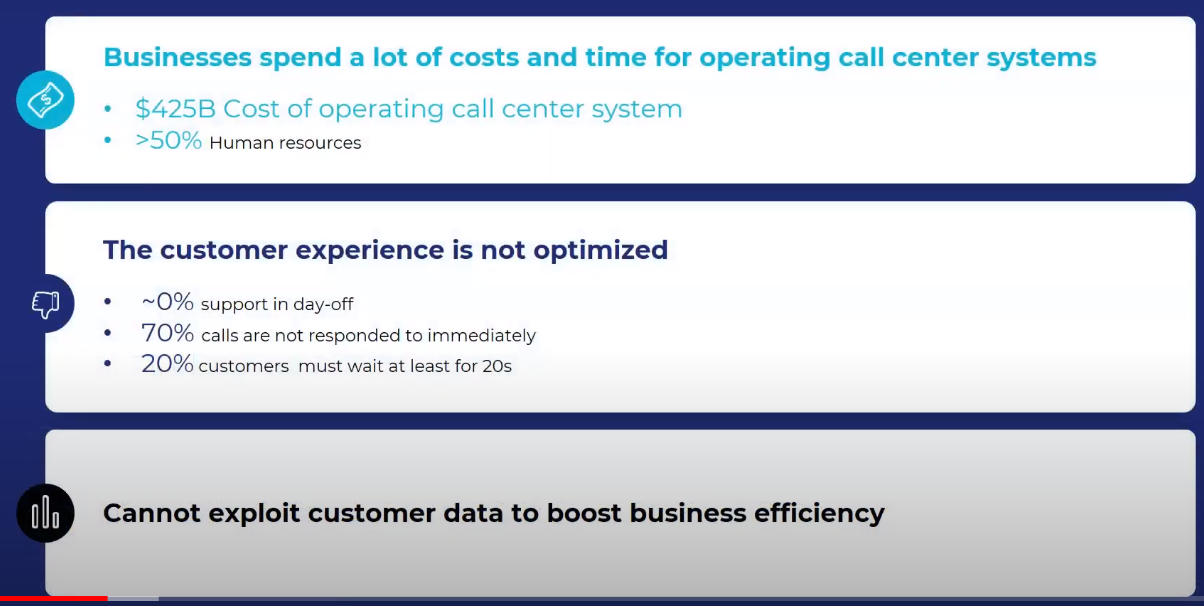 Businesses spend a lot of costs and time for operating call center systems
• $425B Cost of operating call center system
• >50% Human resources
The customer experience is not optimized
• ~0% support in day-off
• 70% calls are not responded to immediately
• 20% customers must wait at least for 20s
Cannot exploit customer data to boost business efficiency